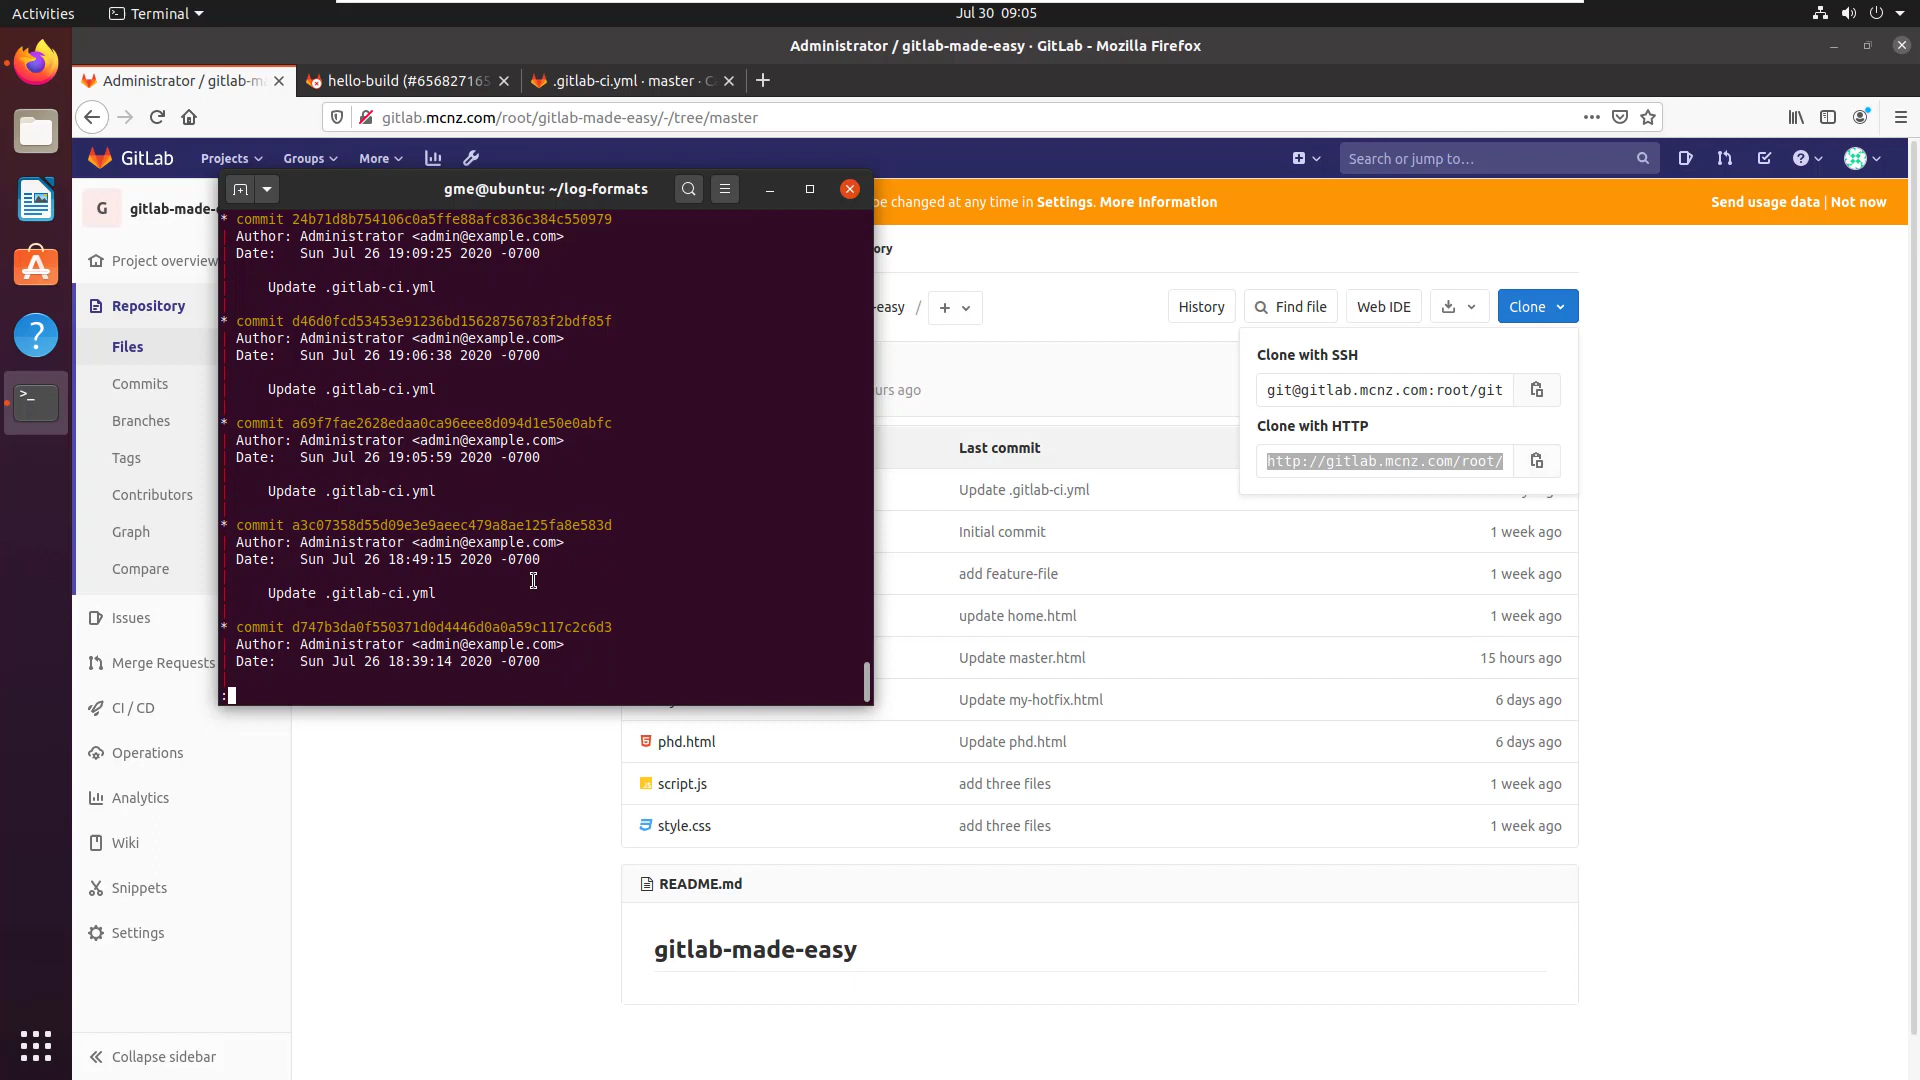 Activities
Terminal
Jul 30 09:05
Administrator / gitlab-made-easy · GitLab - Mozilla Firefox
Administrator / gitlab-m
hello-build (#656827165
.gitlab-ci.yml · master ·
gitlab.mcnz.com/root/gitlab-made-easy/-/tree/master
GitLab
Projects
Groups
More
Search or jump to…
be changed at any time in Settings. More Information
Send usage data | Not now
G
gitlab-made-
Project overview
Repository
Files
Commits
Branches
Tags
Contributors
Graph
Compare
Issues
Merge Requests
CI / CD
Operations
Analytics
Wiki
Snippets
Settings
Collapse sidebar
gme@ubuntu: ~/log-formats
* commit 24b71d8b754106c0a5ffe88afc836c384c550979
| Author: Administrator <admin@example.com>
| Date: Sun Jul 26 19:09:25 2020 -0700
|
| Update .gitlab-ci.yml
|
* commit d46d0fcd53453e91236bd15628756783f2bdf85f
| Author: Administrator <admin@example.com>
| Date: Sun Jul 26 19:06:38 2020 -0700
|
| Update .gitlab-ci.yml
|
* commit a69f7fae2628edaa0ca96eee8d094d1e50e0abfc
| Author: Administrator <admin@example.com>
| Date: Sun Jul 26 19:05:59 2020 -0700
|
| Update .gitlab-ci.yml
|
* commit a3c07358d55d09e3e9aeec479a8ae125fa8e583d
| Author: Administrator <admin@example.com>
| Date: Sun Jul 26 18:49:15 2020 -0700
|
| Update .gitlab-ci.yml
|
* commit d747b3da0f550371d0d4446d0a0a59c117c2c6d3
| Author: Administrator <admin@example.com>
| Date: Sun Jul 26 18:39:14 2020 -0700
|
:
ory
-easy /
+
History
Find file
Web IDE
Clone
urs ago
Clone with SSH
git@gitlab.mcnz.com:root/git
Clone with HTTP
http://gitlab.mcnz.com/root/
Last commit
Update .gitlab-ci.yml
Initial commit
1 week ago
add feature-file
1 week ago
update home.html
1 week ago
Update master.html
15 hours ago
Update my-hotfix.html
6 days ago
phd.html
Update phd.html
6 days ago
script.js
add three files
1 week ago
style.css
add three files
1 week ago
README.md
gitlab-made-easy